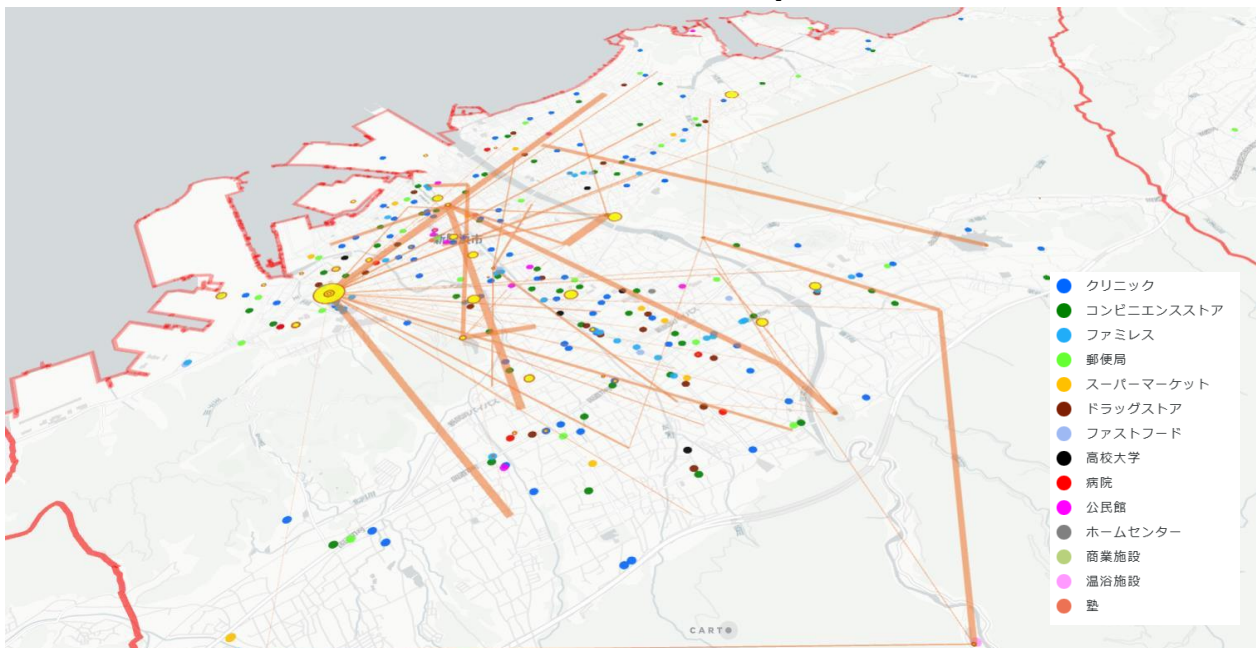 クリニック
コンビニエンスストア
ファミレス
郵便局
スーパーマーケット
ドラッグストア
ファストフード
高校大学
病院
公民館
ホームセンター
商業施設
温浴施設
塾
CARTO